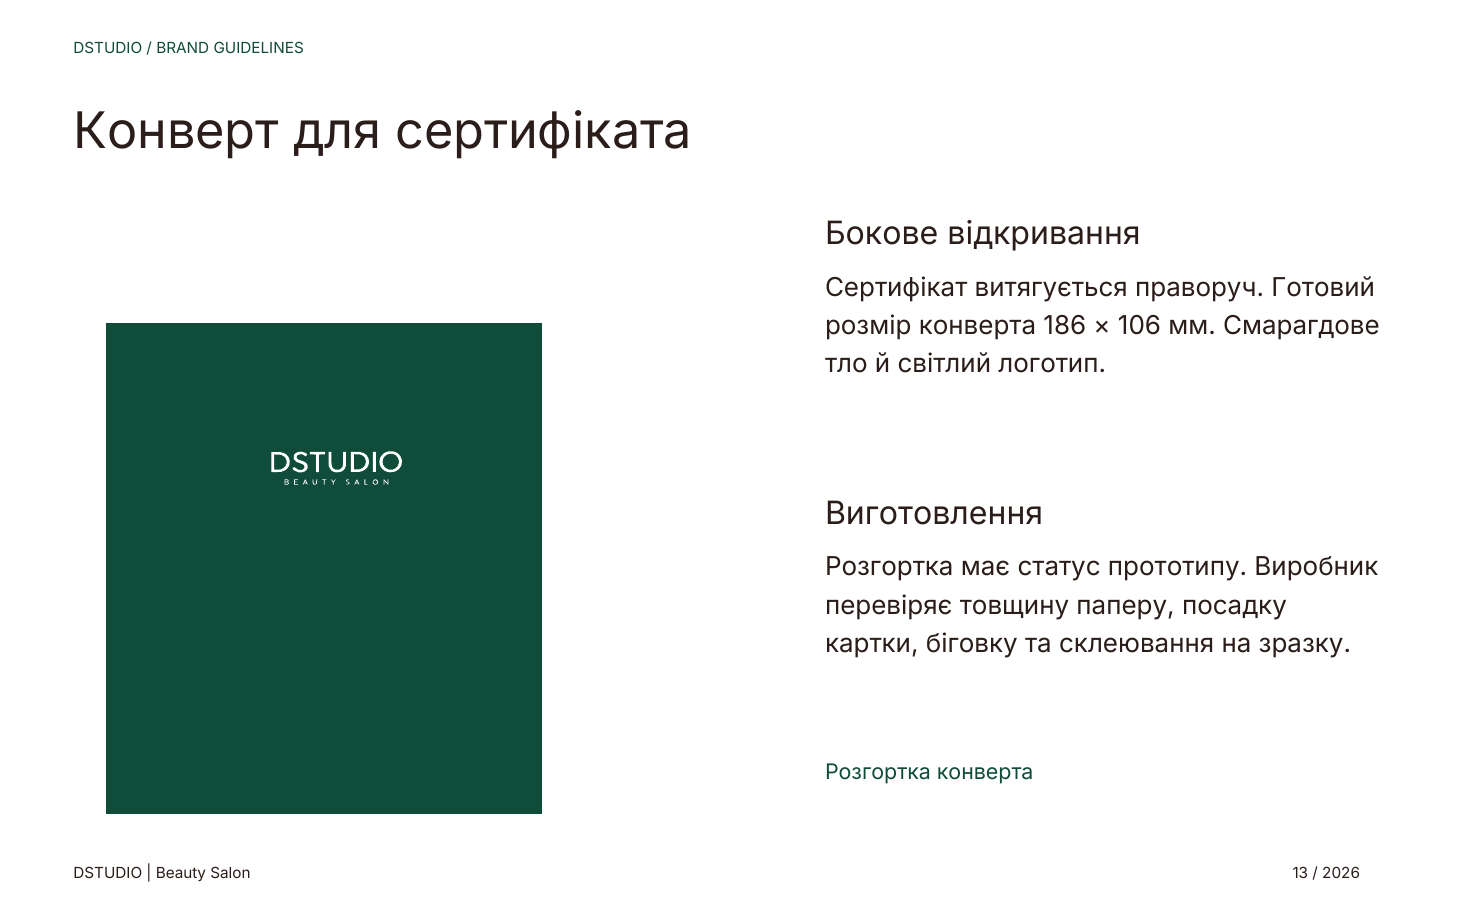 DSTUDIO / BRAND GUIDELINES
Конверт для сертифіката
Бокове відкривання
Сертифікат витягується праворуч. Готовий
розмір конверта 186 × 106 мм. Смарагдове
тло й світлий логотип.
DSTUDIO
BEAUTY SALON
Виготовлення
Розгортка має статус прототипу. Виробник
перевіряє товщину паперу, посадку
картки, біговку та склеювання на зразку.
Розгортка конверта
DSTUDIO | Beauty Salon
13 / 2026